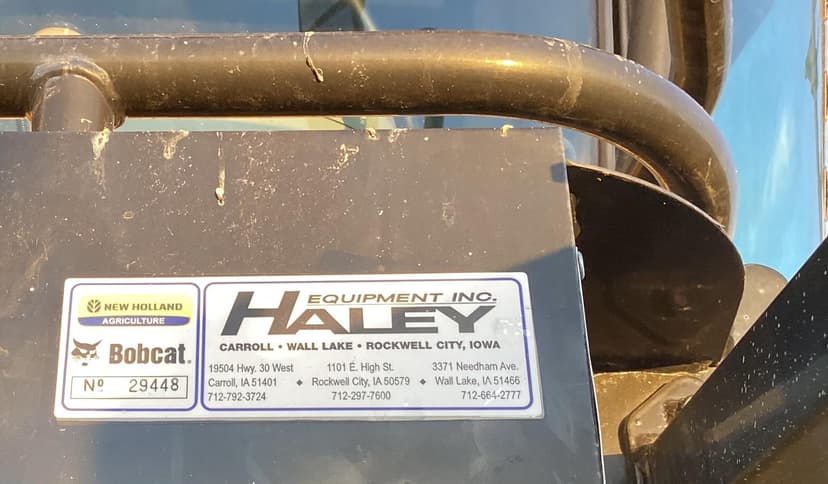 NEW HOLLAND
AGRICULTURE
Bobcat.
Nº 29448
HALEY
EQUIPMENT INC.
CARROLL • WALL LAKE • ROCKWELL CITY, IOWA
19504 Hwy. 30 West
Carroll, IA 51401
712-792-3724
1101 E. High St.
Rockwell City, IA 50579
712-297-7600
3371 Needham Ave.
Wall Lake, IA 51466
712-664-2777